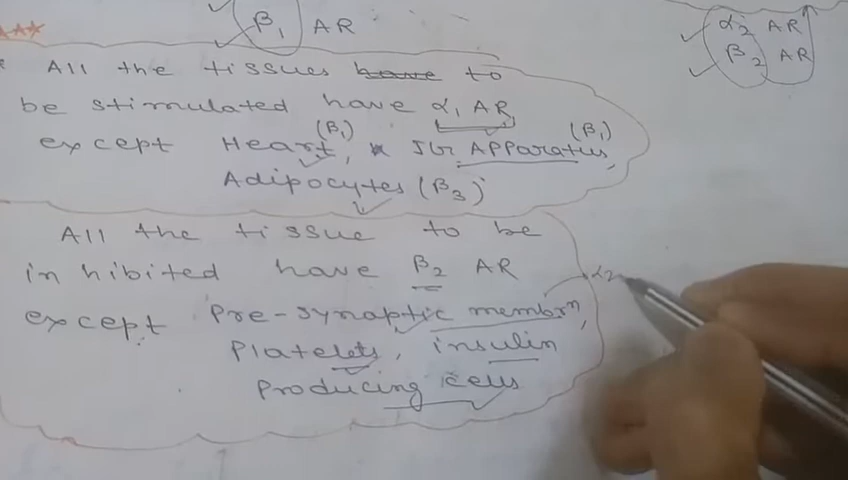 β₁ AR
α₂ AR
β₂ AR
All the tissues have to
be stimulated have α₁ AR
except Heart (β₁), JG Apparatus (β₁),
Adipocytes (β₃)
All the tissue to be
inhibited have β₂ AR
except Pre-synaptic membrn,
α₂
Platelets, insulin
Producing cells